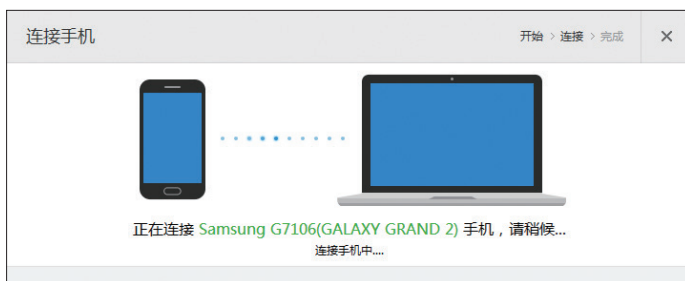 连接手机
开始 > 连接 > 完成
正在连接 Samsung G7106(GALAXY GRAND 2) 手机，请稍候...
连接手机中....